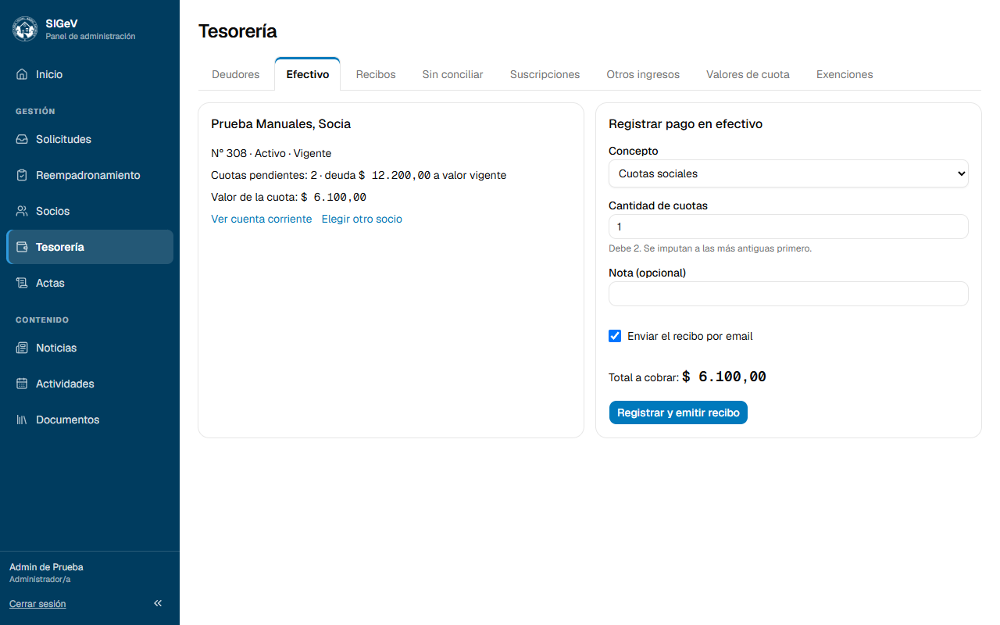 SIGeV
Panel de administración
Inicio
GESTIÓN
Solicitudes
Reempadronamiento
Socios
Tesorería
Actas
CONTENIDO
Noticias
Actividades
Documentos
Admin de Prueba
Administrador/a
Cerrar sesión
Tesorería
Deudores Efectivo Recibos Sin conciliar Suscripciones Otros ingresos Valores de cuota Exenciones
Prueba Manuales, Socia
N° 308 · Activo · Vigente
Cuotas pendientes: 2 · deuda $ 12.200,00 a valor vigente
Valor de la cuota: $ 6.100,00
Ver cuenta corriente Elegir otro socio
Registrar pago en efectivo
Concepto
Cuotas sociales
Cantidad de cuotas
1
Debe 2. Se imputan a las más antiguas primero.
Nota (opcional)
Enviar el recibo por email
Total a cobrar: $ 6.100,00
Registrar y emitir recibo